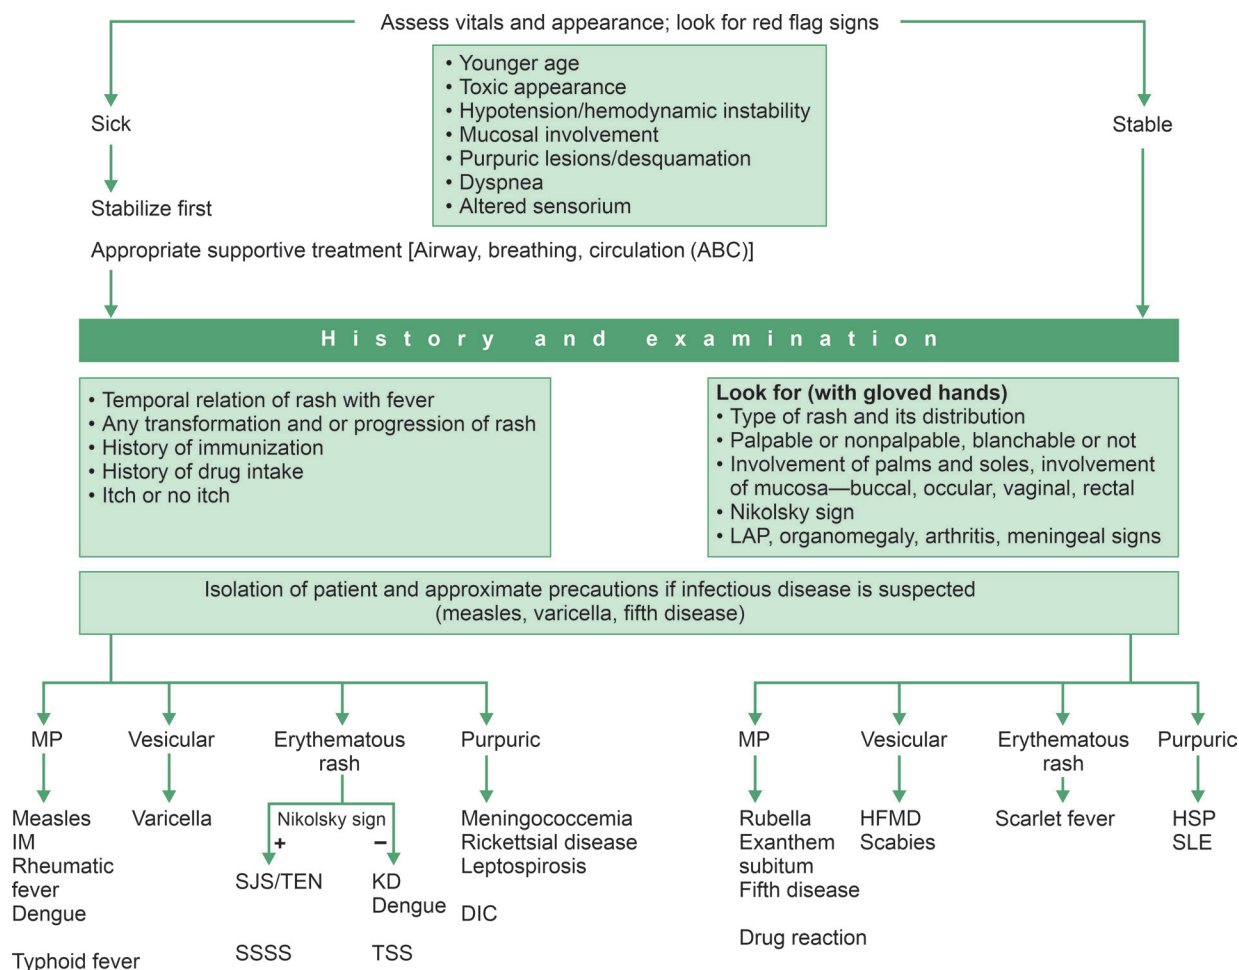 Assess vitals and appearance; look for red flag signs
• Younger age
• Toxic appearance
• Hypotension/hemodynamic instability
• Mucosal involvement
• Purpuric lesions/desquamation
• Dyspnea
• Altered sensorium
Sick
Stable
Stabilize first
Appropriate supportive treatment [Airway, breathing, circulation (ABC)]
History and examination
• Temporal relation of rash with fever
• Any transformation and or progression of rash
• History of immunization
• History of drug intake
• Itch or no itch
Look for (with gloved hands)
• Type of rash and its distribution
• Palpable or nonpalpable, blanchable or not
• Involvement of palms and soles, involvement
of mucosa—buccal, occular, vaginal, rectal
• Nikolsky sign
• LAP, organomegaly, arthritis, meningeal signs
Isolation of patient and approximate precautions if infectious disease is suspected
(measles, varicella, fifth disease)
MP
Measles
IM
Rheumatic
fever
Dengue
Typhoid fever
Vesicular
Varicella
Erythematous
rash
Nikolsky sign
+
SJS/TEN
SSSS
−
KD
Dengue
TSS
Purpuric
Meningococcemia
Rickettsial disease
Leptospirosis
DIC
MP
Rubella
Exanthem
subitum
Fifth disease
Drug reaction
Vesicular
HFMD
Scabies
Erythematous
rash
Scarlet fever
Purpuric
HSP
SLE